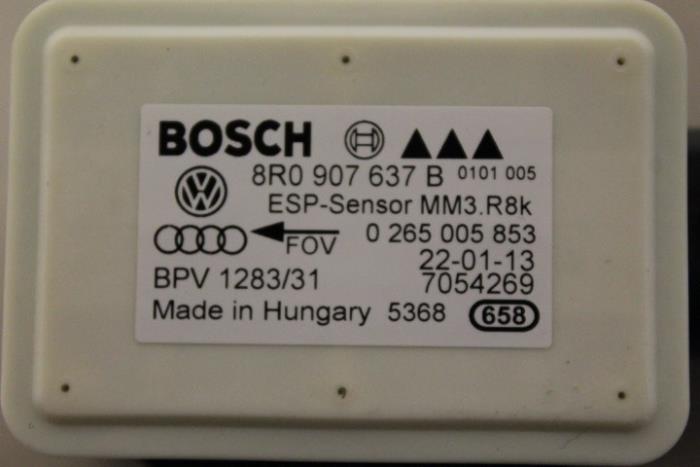 BOSCH
8R0 907 637 B 0101 005
ESP-Sensor MM3.R8k
FOV 0 265 005 853
22-01-13
BPV 1283/31 7054269
Made in Hungary 5368 658